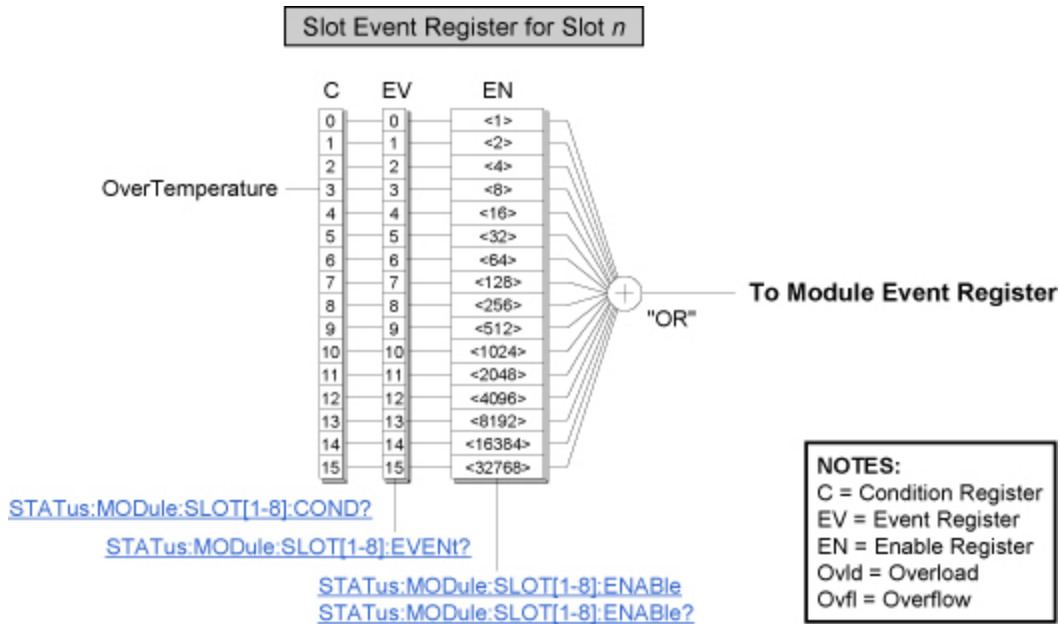 Slot Event Register for Slot n
C EV EN
0 0 <1>
1 1 <2>
2 2 <4>
OverTemperature 3 3 <8>
4 4 <16>
5 5 <32>
6 6 <64>
7 7 <128>
8 8 <256>
9 9 <512>
10 10 <1024>
11 11 <2048>
12 12 <4096>
13 13 <8192>
14 14 <16384>
15 15 <32768>
+
"OR"
To Module Event Register
STATus:MODule:SLOT[1-8]:COND?
STATus:MODule:SLOT[1-8]:EVENt?
STATus:MODule:SLOT[1-8]:ENABle
STATus:MODule:SLOT[1-8]:ENABle?
NOTES:
C = Condition Register
EV = Event Register
EN = Enable Register
Ovld = Overload
Ovfl = Overflow